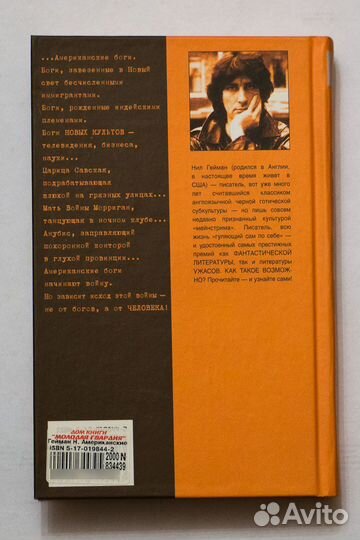 ...Американские боги.
Боги, завезенные в Новый
свет бесчисленными
иммигрантами.
Боги, рожденные индейскими
племенами.
Боги НОВЫХ КУЛЬТОВ —
телевидения, бизнеса,
науки...
Царица Савская,
подрабатывающая
шлюхой на грязных улицах...
Мать Войны Морриган,
танцующая в ночном клубе...
Анубис, заправляющий
похоронной конторой
в глухой провинции...
Американские боги
начинают войну.
Но зависят исход этой войны —
не от богов, а от ЧЕЛОВЕКА!
Нил Гейман (родился в Англии,
в настоящее время живет в
США) — писатель, вот уже много
лет считавшийся классиком
англоязычной черной готической
субкультуры — но лишь совсем
недавно признанный культурой
«мейнстрима». Писатель, всю
жизнь «гуляющий сам по себе» —
и удостоенный самых престижных
премий как ФАНТАСТИЧЕСКОЙ
ЛИТЕРАТУРЫ, так и литературы
УЖАСОВ. КАК ТАКОЕ ВОЗМОЖ-
НО? Прочитайте — и узнайте сами!
ДОМ КНИГИ
"МОЛОДАЯ ГВАРДИЯ"
Гейман Н. Американские
ISBN 5-17-019844-2
2000 N
834439
Avito